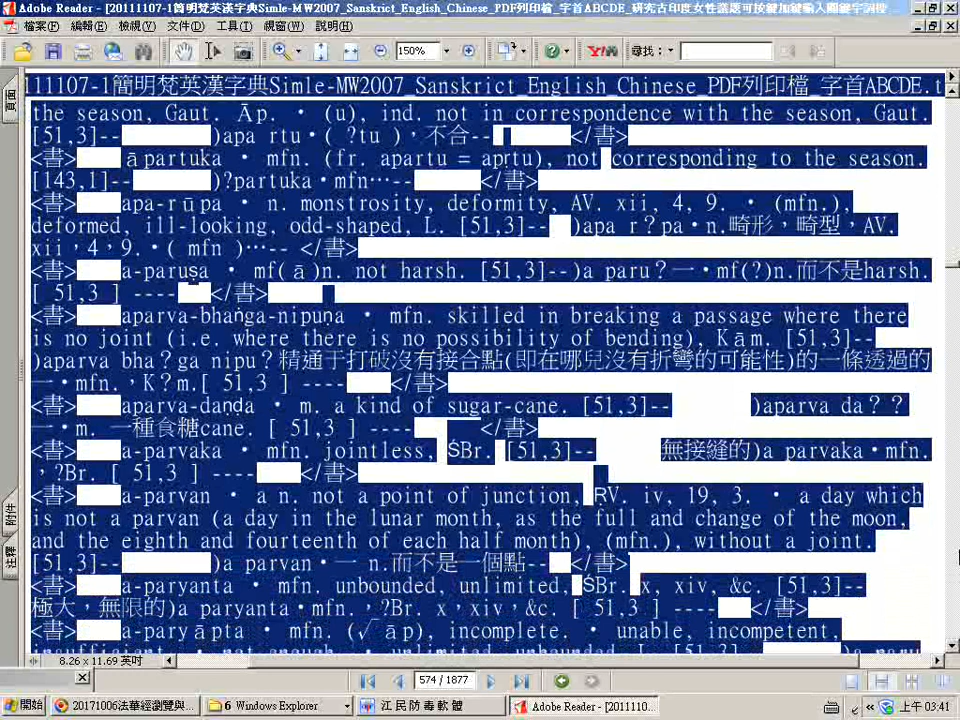 Adobe Reader - [20111107-1簡明梵英漢字典Simle-MW2007_Sanskrict_English_Chinese_PDF列印檔_字首ABCDE_研究古印度女性議題可按
檔案(F) 編輯(E) 檢視(V) 文件(D) 工具(T) 視窗(W) 說明(H)
150% Y! 尋找：
111107-1簡明梵英漢字典Simle-MW2007_Sanskrict_English_Chinese_PDF列印檔_字首ABCDE.t
the season, Gaut. Āp. · (u), ind. not in correspondence with the season, Gaut.
[51,3]-- )apa rtu·( ?tu )，不合-- </書>
<書> āpartuka · mfn. (fr. apartu = aprtu), not corresponding to the season.
[143,1]-- )?partuka·mfn…-- </書>
<書> apa-rūpa · n. monstrosity, deformity, AV. xii, 4, 9. · (mfn.),
deformed, ill-looking, odd-shaped, L. [51,3]-- )apa r？pa·n.畸形，畸型，AV.
xii，4，9.·( mfn )…-- </書>
<書> a-paruṣa · mf(ā)n. not harsh. [51,3]--)a paru？一·mf(?)n.而不是harsh.
[ 51,3 ] ---- </書>
<書> aparva-bhaṅga-nipuṇa · mfn. skilled in breaking a passage where there
is no joint (i.e. where there is no possibility of bending), Kām. [51,3]--
)aparva bha？ga nipu？精通于打破沒有接合點(即在哪兒沒有折彎的可能性)的一條透過的
一·mfn.，K？m.[ 51,3 ] ---- </書>
<書> aparva-daṇḍa · m. a kind of sugar-cane. [51,3]-- )aparva da？？
一·m. 一種食糖cane. [ 51,3 ] ---- </書>
<書> a-parvaka · mfn. jointless, ŚBr. [51,3]-- 無接縫的)a parvaka·mfn.
，?Br. [ 51,3 ] ---- </書>
<書> a-parvan · a n. not a point of junction, RV. iv, 19, 3. · a day which
is not a parvan (a day in the lunar month, as the full and change of the moon,
and the eighth and fourteenth of each half month), (mfn.), without a joint.
[51,3]-- )a parvan·一 n.而不是一個點-- </書>
<書> a-paryanta · mfn. unbounded, unlimited, ŚBr. x, xiv, &c. [51,3]--
極大，無限的)a paryanta·mfn.，?Br. x，xiv，&c. [ 51,3 ] ---- </書>
<書> a-paryāpta · mfn. (√āp), incomplete. · unable, incompetent,
insufficient, · not enough. · unlimited, unbounded. [51,3]--)a paru
頁面
附件
注釋
8.26 x 11.69 英吋
574 / 1877
開始 20171006法華經瀏覽與... 6 Windows Explorer 江民防毒軟體 Adobe Reader - [2011110... 上午 03:41